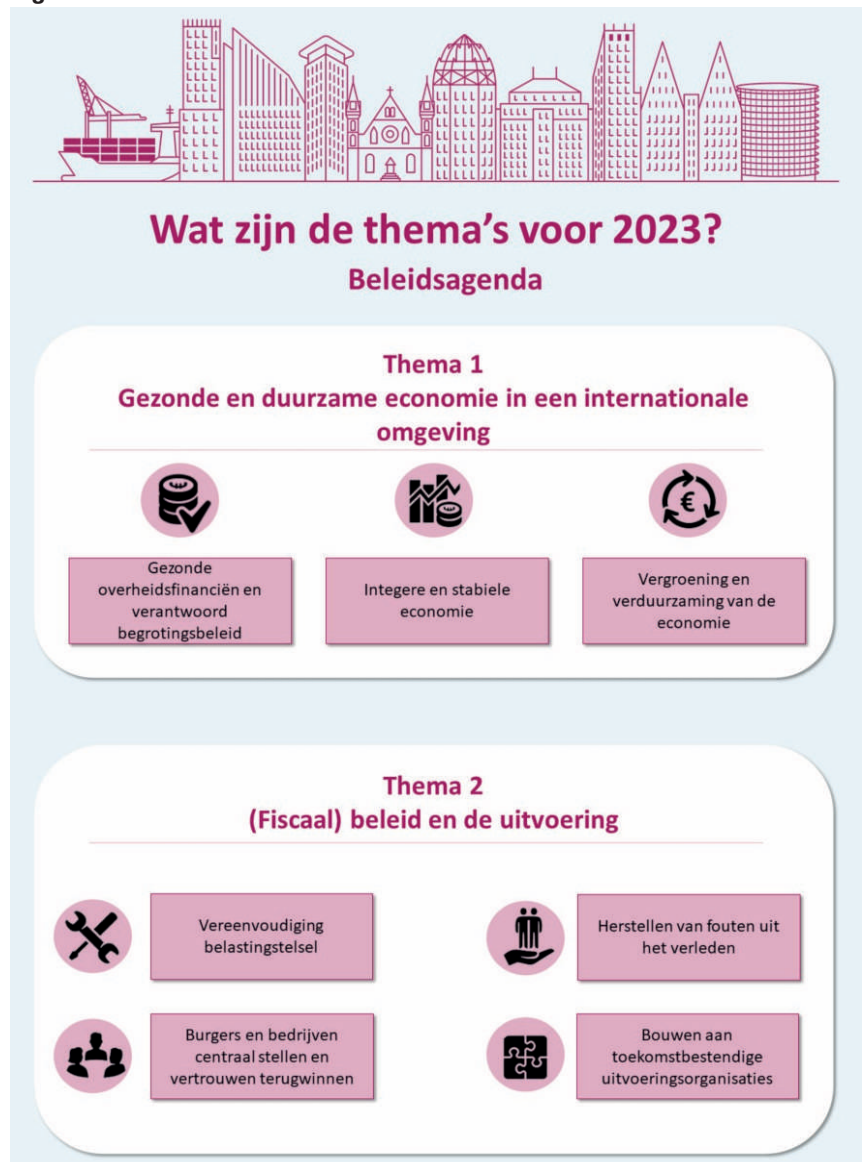 Wat zijn de thema's voor 2023?
Beleidsagenda
Thema 1
Gezonde en duurzame economie in een internationale
omgeving
Gezonde
overheidsfinanciën en
verantwoord
begrotingsbeleid
Integere en stabiele
economie
Vergroening en
verduurzaming van de
economie
Thema 2
(Fiscaal) beleid en de uitvoering
Vereenvoudiging
belastingstelsel
Herstellen van fouten uit
het verleden
Burgers en bedrijven
centraal stellen en
vertrouwen terugwinnen
Bouwen aan
toekomstbestendige
uitvoeringsorganisaties